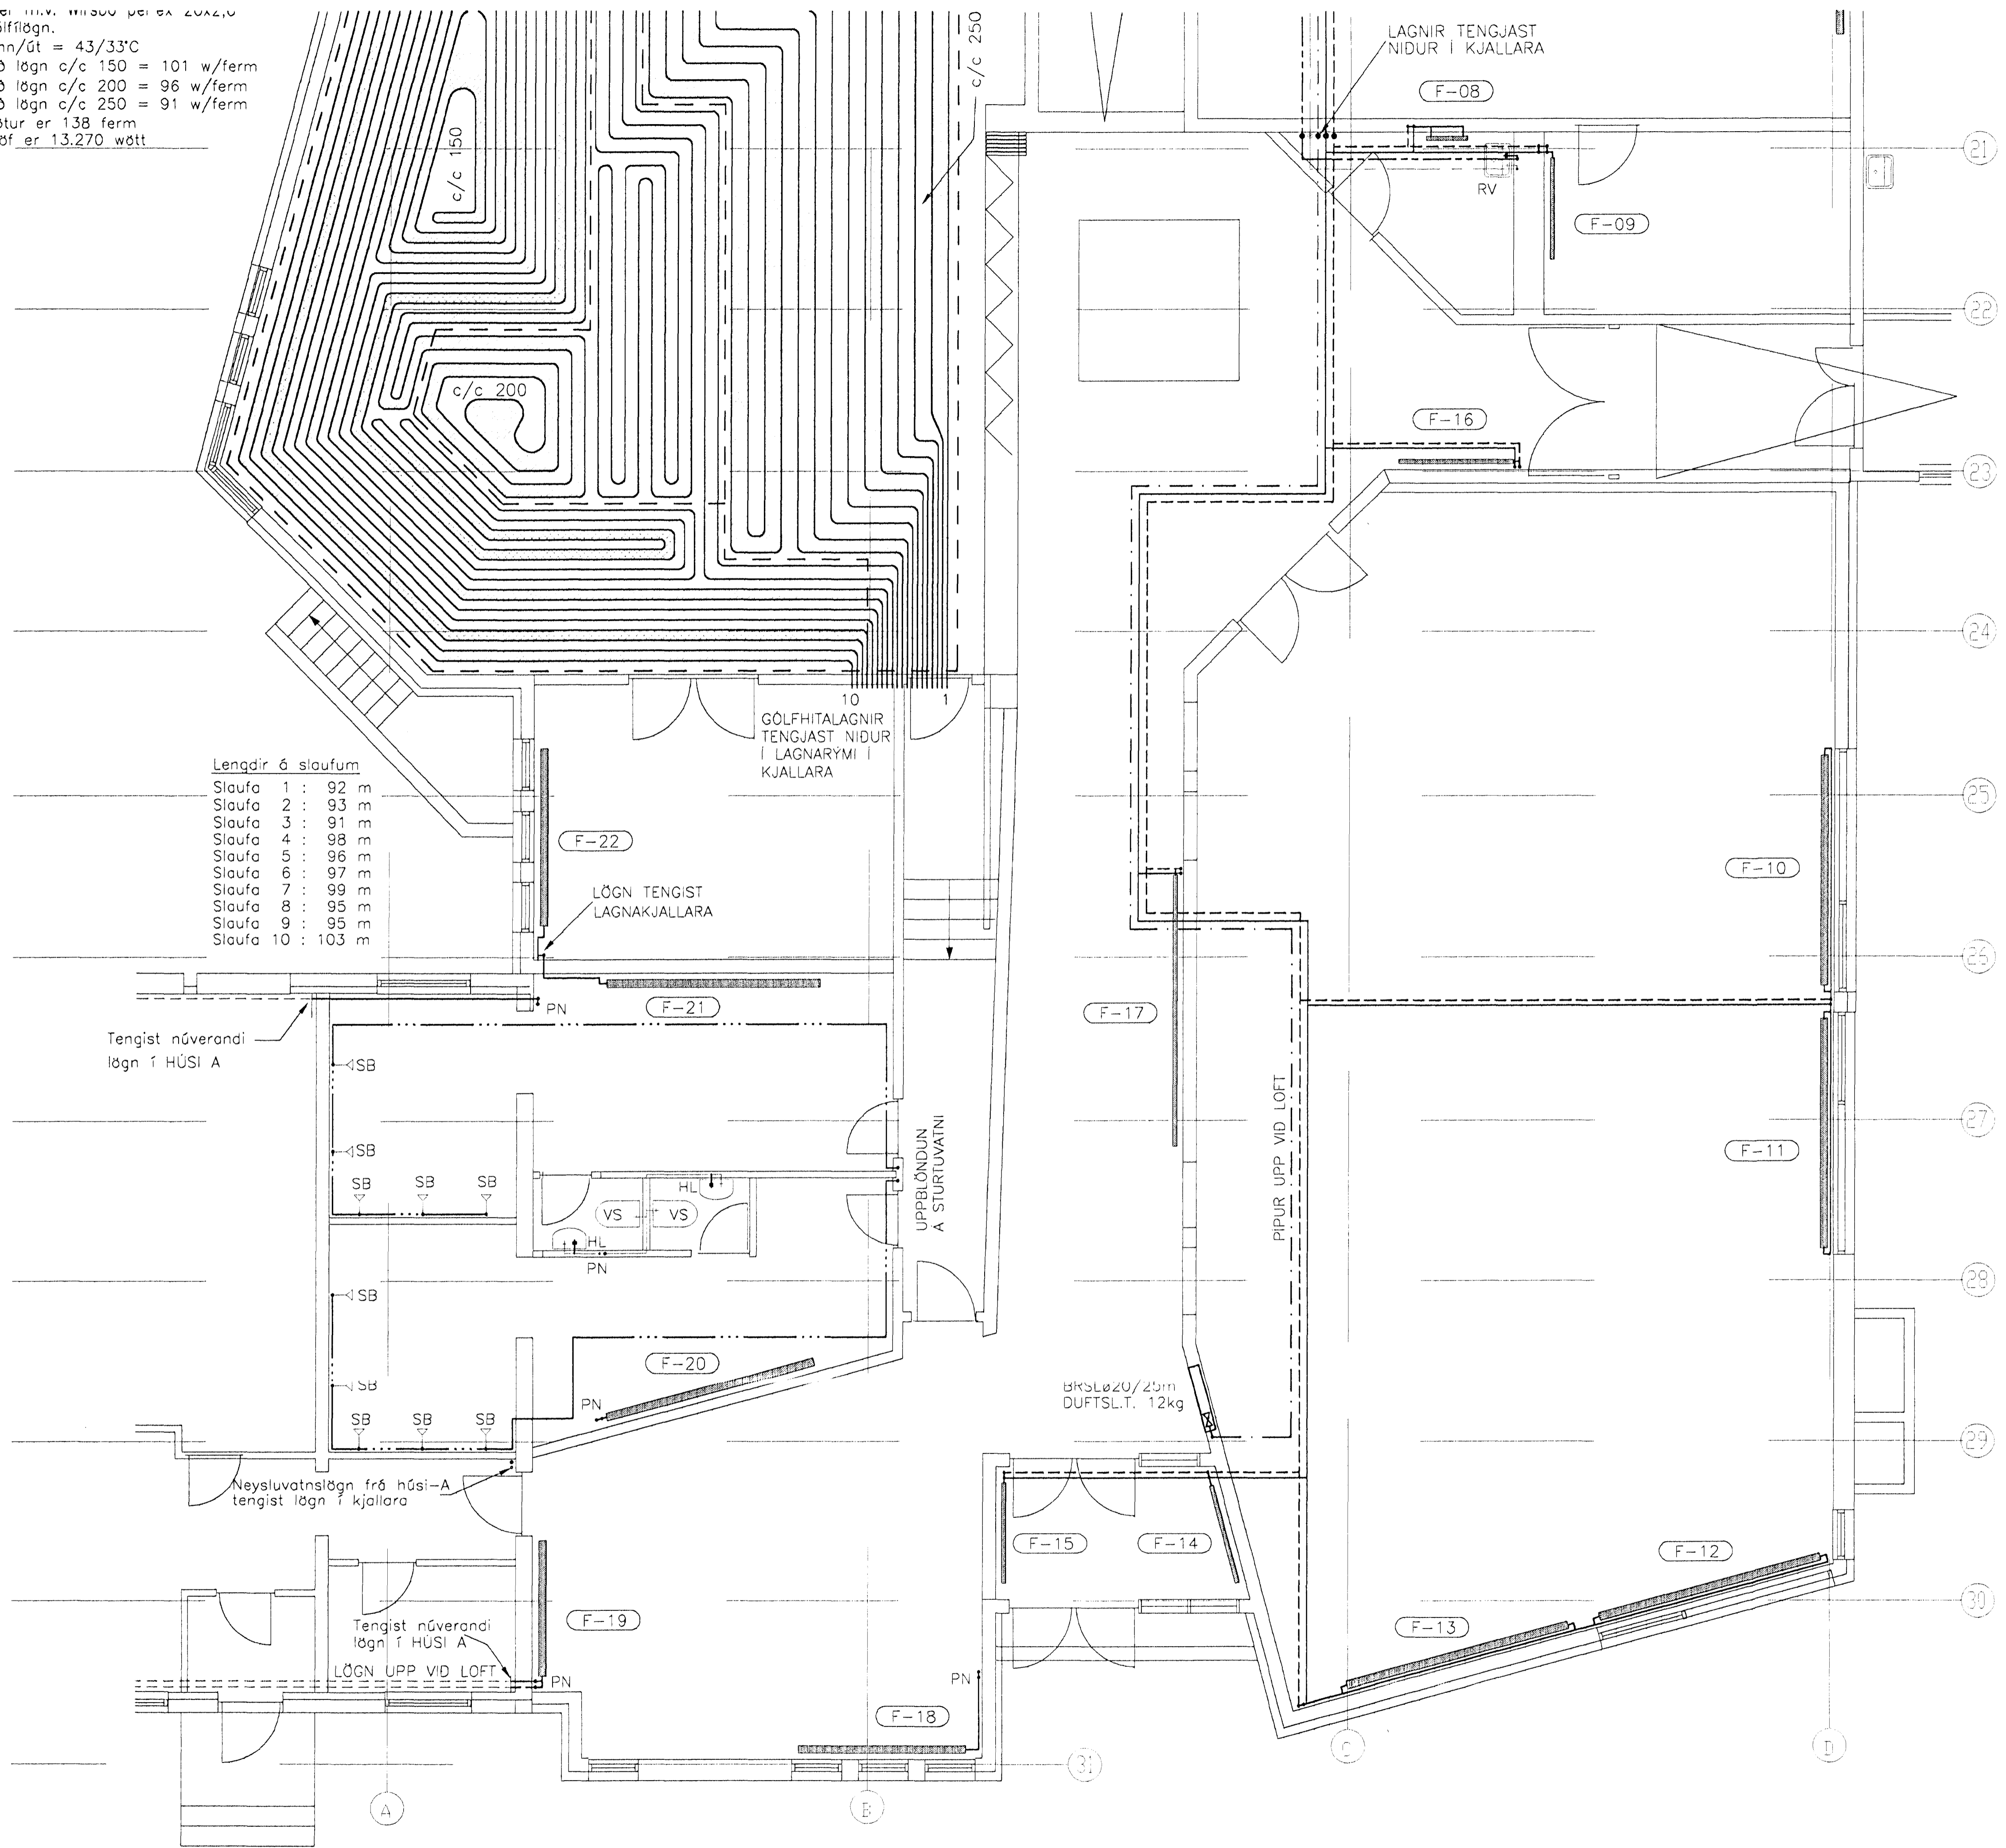 ólfílögn.
nn/út = 43/33°C
ð lögn c/c 150 = 101 w/ferm
ð lögn c/c 200 = 96 w/ferm
ð lögn c/c 250 = 91 w/ferm
ötur er 138 ferm
öf er 13.270 wött
c/c 150
c/c 200
c/c 250
LAGNIR TENGJAST
NIÐUR Í KJALLARA
F-08
RV
F-09
F-16
21
22
23
24
25
26
27
28
29
30
31
10
1
GÓLFHITALAGNIR
TENGJAST NIÐUR
Í LAGNARÝMI Í
KJALLARA
Lengdir á slaufum
Slaufa 1 : 92 m
Slaufa 2 : 93 m
Slaufa 3 : 91 m
Slaufa 4 : 98 m
Slaufa 5 : 96 m
Slaufa 6 : 97 m
Slaufa 7 : 99 m
Slaufa 8 : 95 m
Slaufa 9 : 95 m
Slaufa 10 : 103 m
F-22
LÖGN TENGIST
LAGNAKJALLARA
F-10
PN
F-21
F-17
Tengist núverandi
lögn í HÚSI A
SB
SB
SB
SB
SB
HL
VS
VS
HL
PN
UPPBLÖNDUN
Á STURTUVATNI
PÍPUR UPP VIÐ LOFT
F-11
SB
SB
SB
SB
SB
F-20
PN
BRSLø20/25m
DUFTSL.T. 12kg
Neysluvatnslögn frá húsi-A
tengist lögn í kjallara
F-15
F-14
F-12
F-19
F-13
Tengist núverandi
lögn í HÚSI A
LÖGN UPP VIÐ LOFT
PN
PN
F-18
A
B
C
D